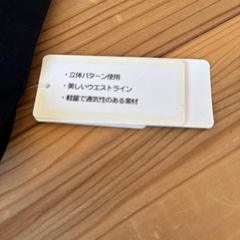 ・立体パターン使用
・美しいウエストライン
・軽量で通気性のある素材